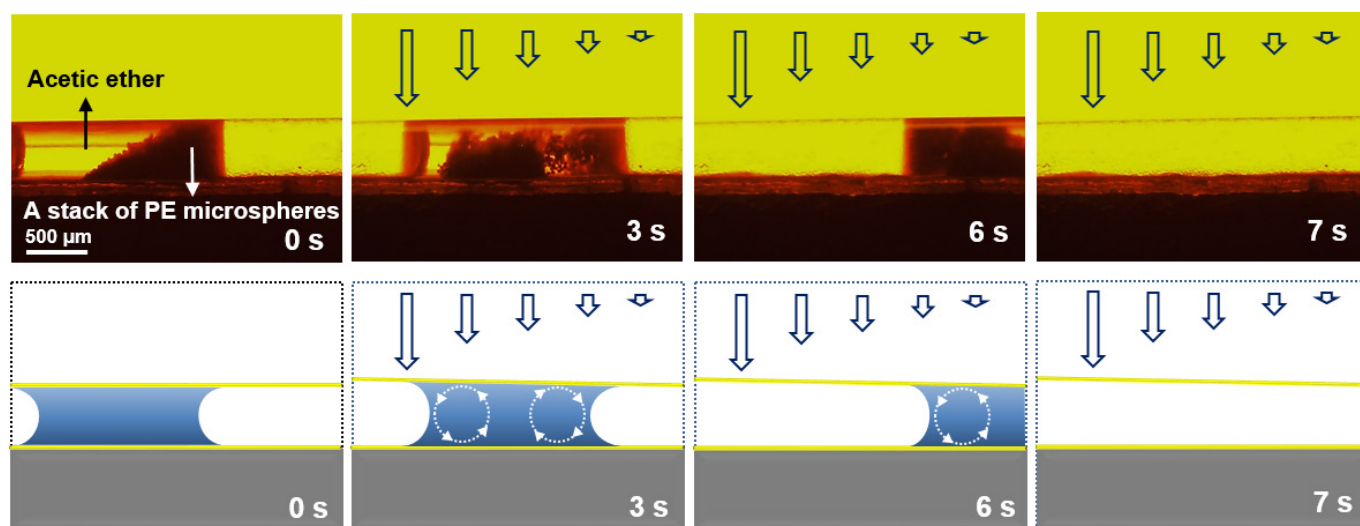 Acetic ether
A stack of PE microspheres
500 µm
0 s
3 s
6 s
7 s
0 s
3 s
6 s
7 s